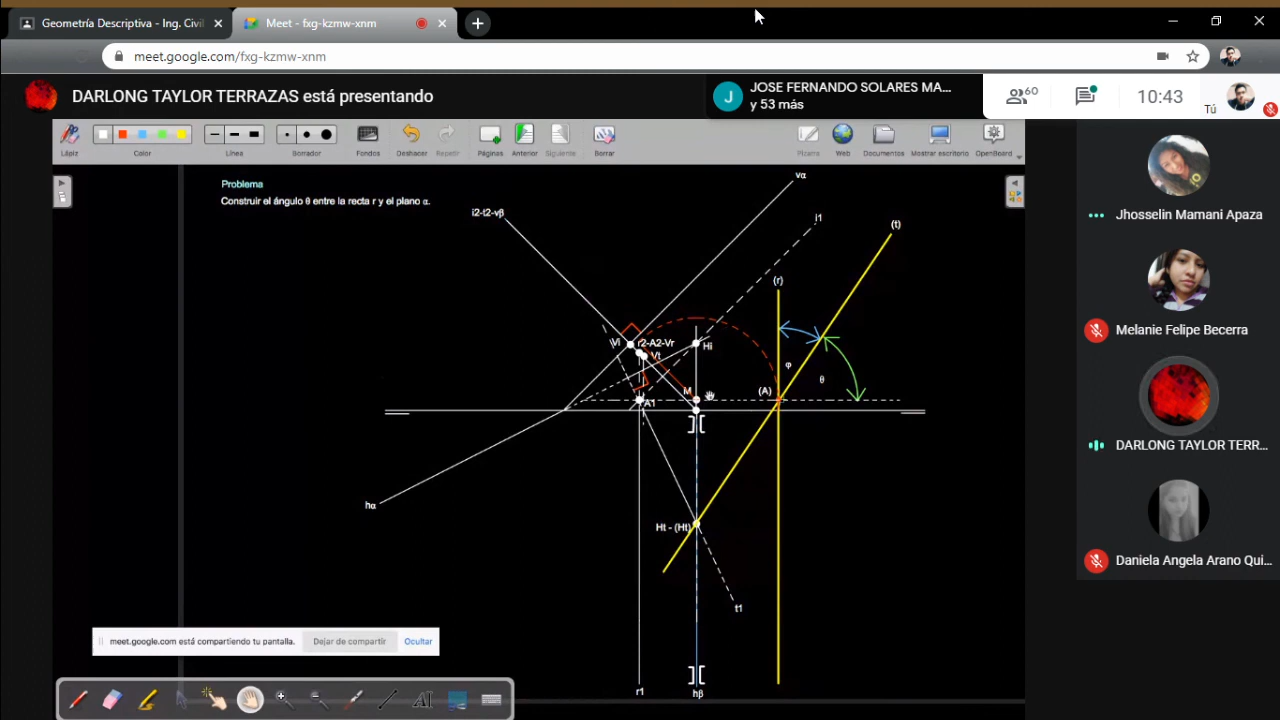 Geometría Descriptiva - Ing. Civil
Meet - fxg-kzmw-xnm
meet.google.com/fxg-kzmw-xnm
DARLONG TAYLOR TERRAZAS está presentando
J
JOSE FERNANDO SOLARES MA...
y 53 más
60
10:43
Tú
Lápiz
Color
Línea
Borrador
Fondos
Deshacer
Repetir
Páginas
Anterior
Siguiente
Borrar
Pizarra
Web
Documentos
Mostrar escritorio
OpenBoard
Problema
Construir el ángulo θ entre la recta r y el plano α.
vα
i2-t2-vβ
i1
(t)
(r)
Vi
r2-A2-Vr
Vt
Hi
φ
θ
M
(A)
A1
hα
Ht - (Ht)
t1
r1
hβ
Jhosselin Mamani Apaza
Melanie Felipe Becerra
DARLONG TAYLOR TERR...
Daniela Angela Arano Qui...
meet.google.com está compartiendo tu pantalla.
Dejar de compartir
Ocultar